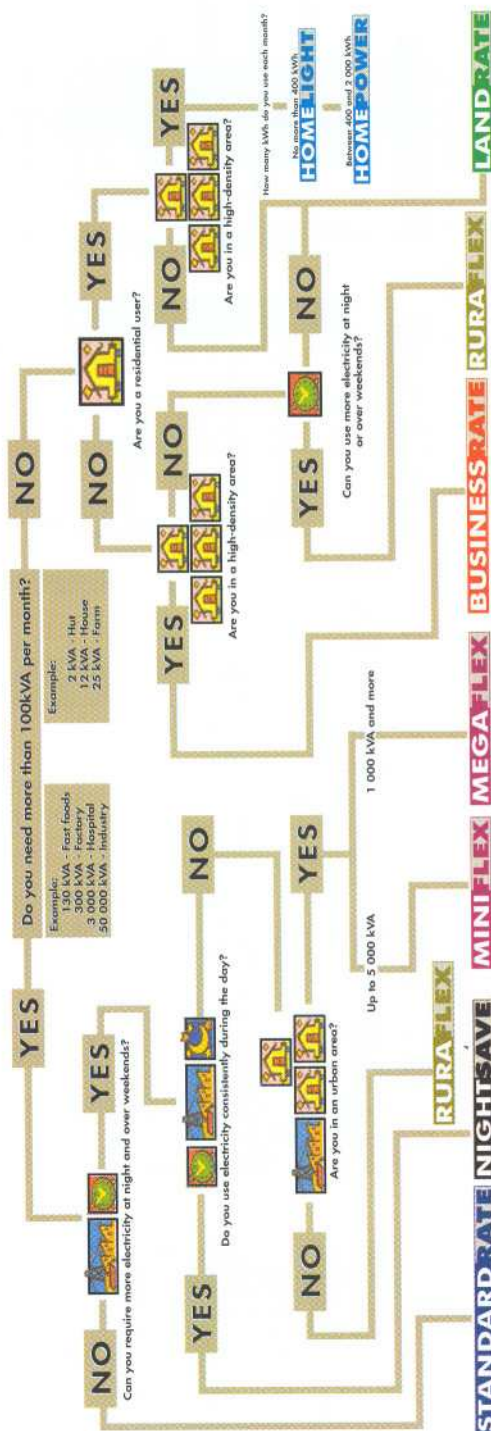 Do you need more than 100kVA per month?
YES
NO
Example:
130 kVA - Fast foods
300 kVA - Factory
3 000 kVA - Hospital
50 000 kVA - Industry
Example:
2 kVA - Hut
12 kVA - House
25 kVA - Farm
Can you require more electricity at night and over weekends?
NO
YES
Do you use electricity consistently during the day?
YES
NO
Are you in an urban area?
NO
YES
Up to 5 000 kVA
1 000 kVA and more
Are you a residential user?
NO
YES
Are you in a high-density area?
YES
NO
Can you use more electricity at night
or over weekends?
YES
NO
Are you in a high-density area?
NO
YES
How many kWh do you use each month?
No more than 400 kWh
HOMELIGHT
Between 400 and 2 000 kWh
HOMEPOWER
RURAFLEX
STANDARDRATE
NIGHTSAVE
MINIFLEX
MEGAFLEX
BUSINESSRATE
RURAFLEX
LANDRATE